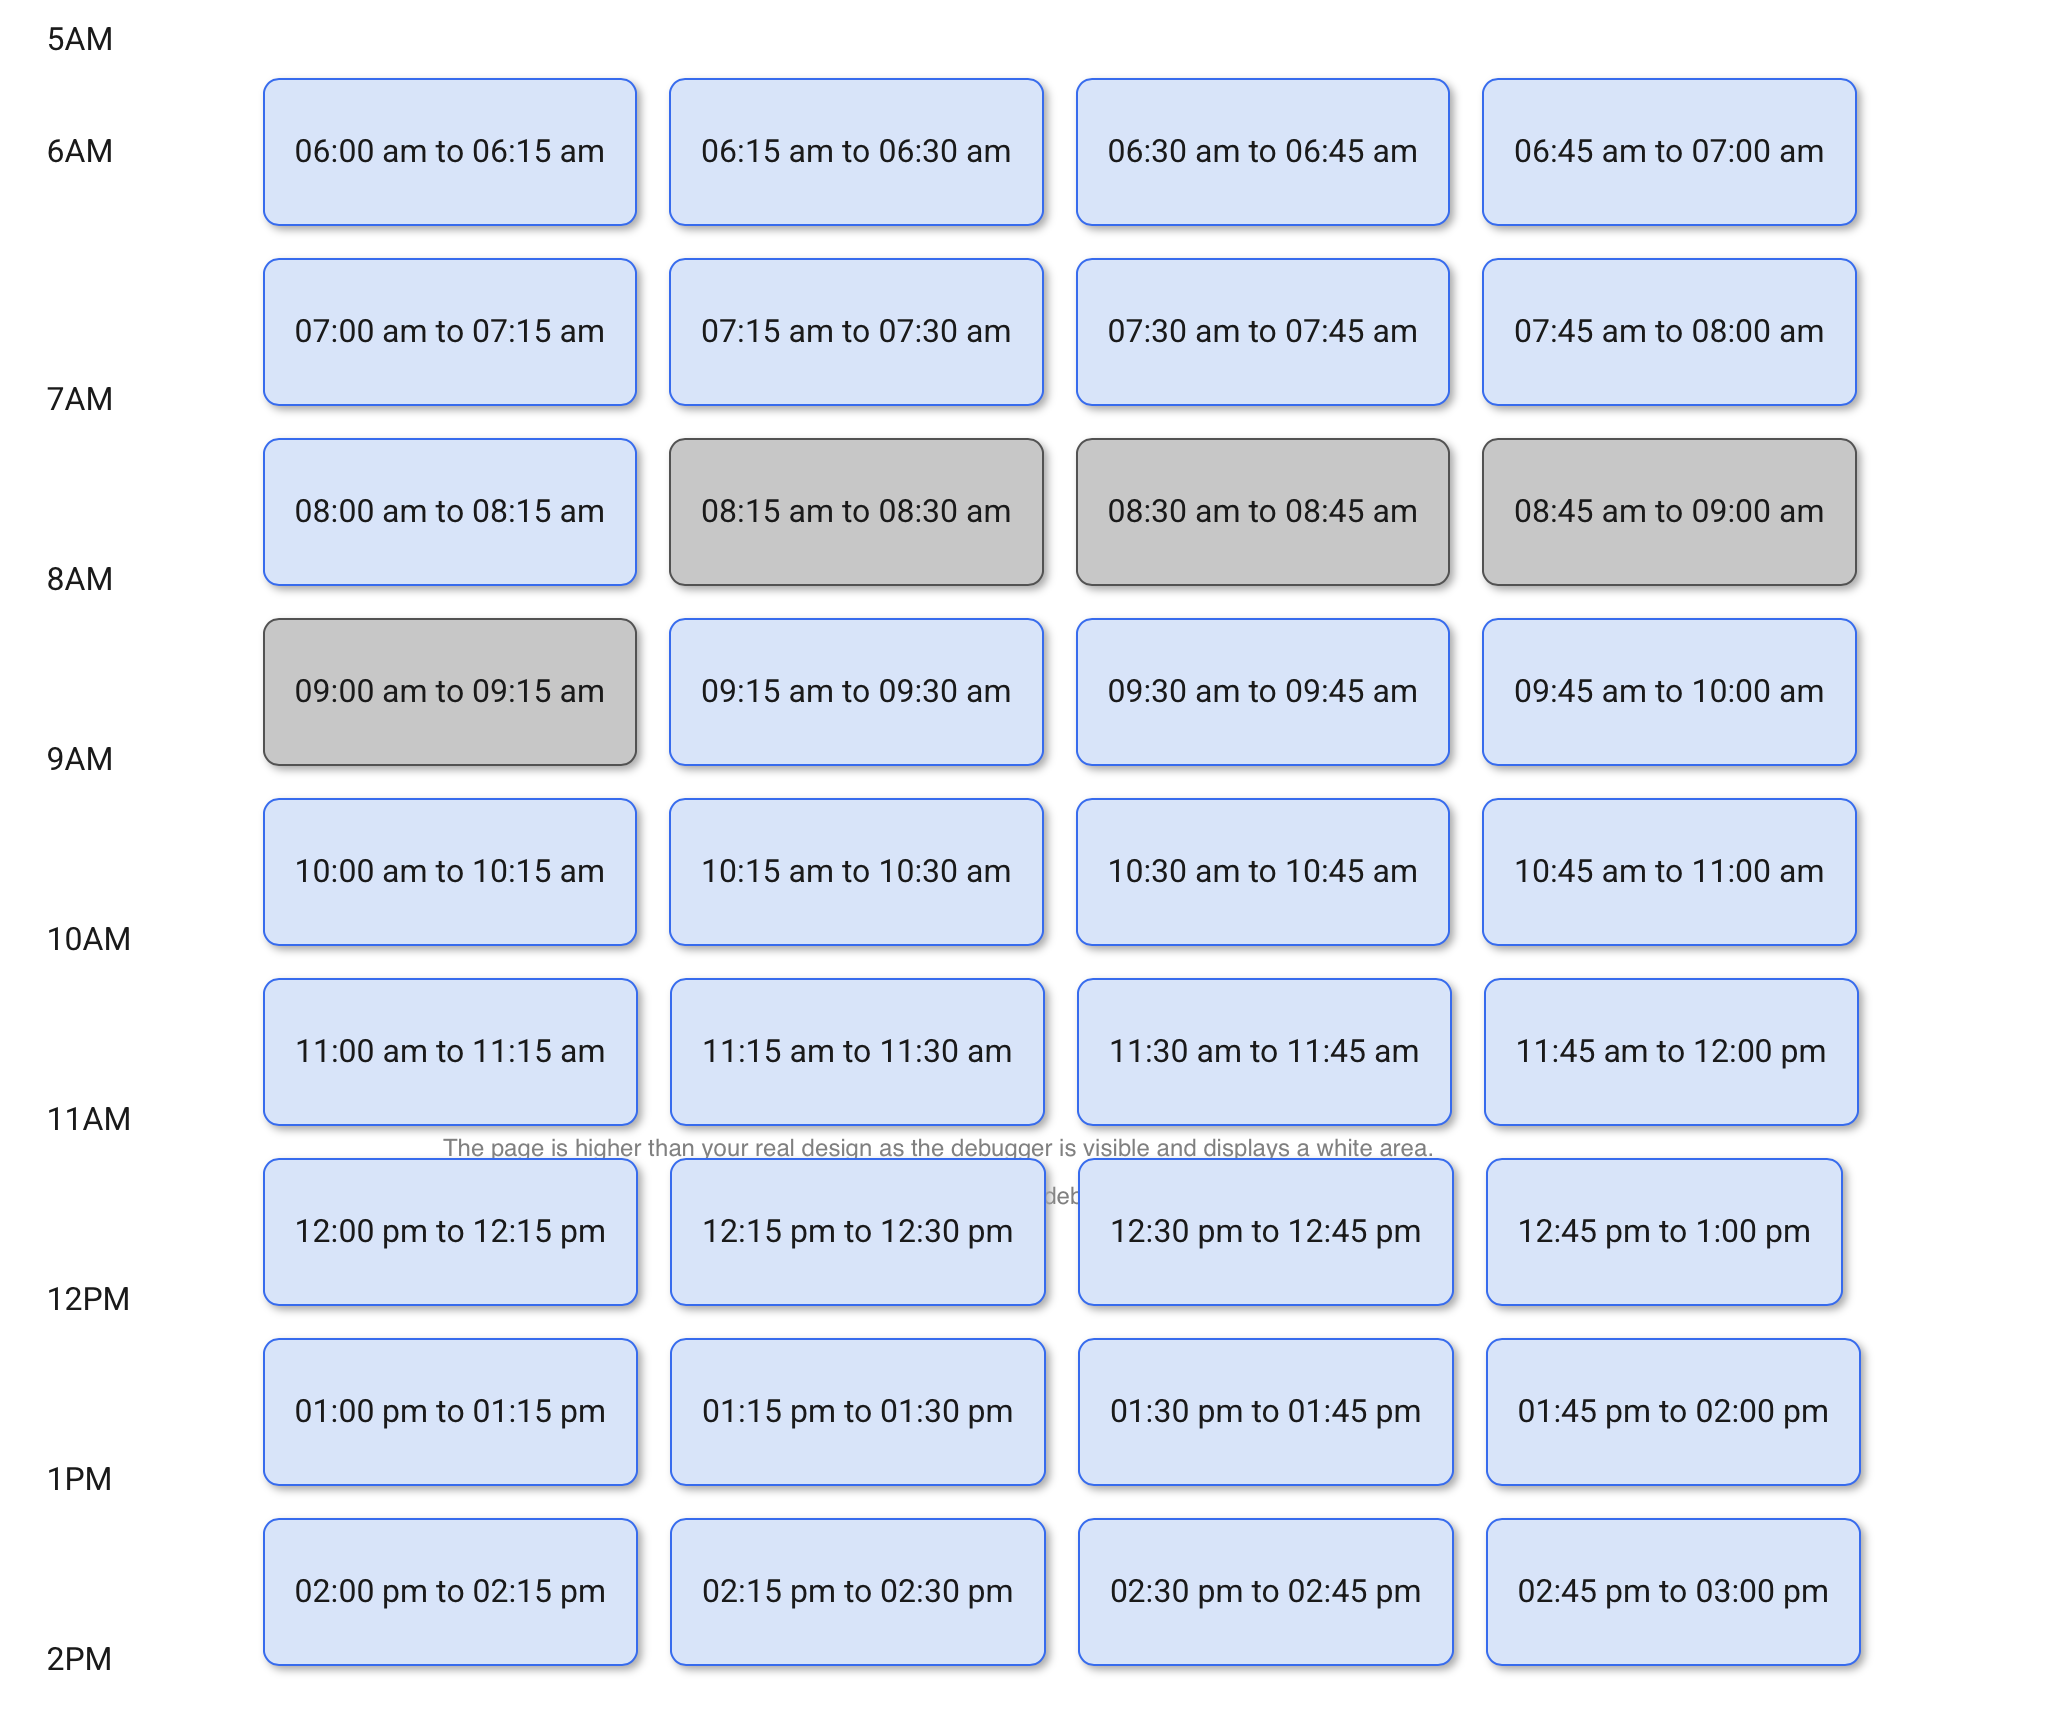 5AM
6AM
06:00 am to 06:15 am
06:15 am to 06:30 am
06:30 am to 06:45 am
06:45 am to 07:00 am
07:00 am to 07:15 am
07:15 am to 07:30 am
07:30 am to 07:45 am
07:45 am to 08:00 am
7AM
08:00 am to 08:15 am
08:15 am to 08:30 am
08:30 am to 08:45 am
08:45 am to 09:00 am
8AM
09:00 am to 09:15 am
09:15 am to 09:30 am
09:30 am to 09:45 am
09:45 am to 10:00 am
9AM
10:00 am to 10:15 am
10:15 am to 10:30 am
10:30 am to 10:45 am
10:45 am to 11:00 am
10AM
11:00 am to 11:15 am
11:15 am to 11:30 am
11:30 am to 11:45 am
11:45 am to 12:00 pm
11AM
The page is higher than your real design as the debugger is visible and displays a white area.
12:00 pm to 12:15 pm
12:15 pm to 12:30 pm
12:30 pm to 12:45 pm
12:45 pm to 1:00 pm
12PM
01:00 pm to 01:15 pm
01:15 pm to 01:30 pm
01:30 pm to 01:45 pm
01:45 pm to 02:00 pm
1PM
02:00 pm to 02:15 pm
02:15 pm to 02:30 pm
02:30 pm to 02:45 pm
02:45 pm to 03:00 pm
2PM